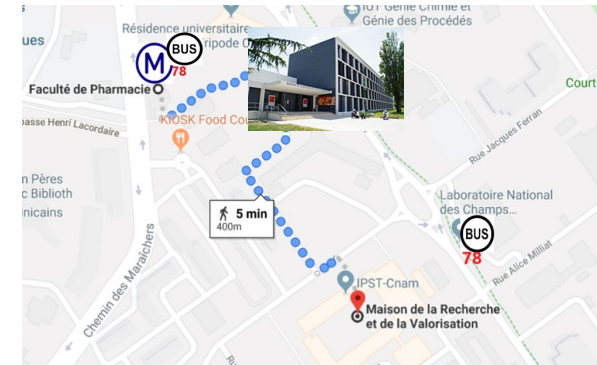 IUT Génie Chimie et
Génie des Procédés
Résidence universitaire
Tripode C
ues
M
BUS
78
Faculté de Pharmacie
Court
passe Henri Lacordaire
KIOSK Food Cou
Rue Jacques Ferran
n Pères
c Biblioth
nicains
Laboratoire National
des Champs...
5 min
400m
BUS
78
Rue Alice Milliat
Chemin des Maraîchers
IPST-Cnam
Maison de la Recherche
et de la Valorisation